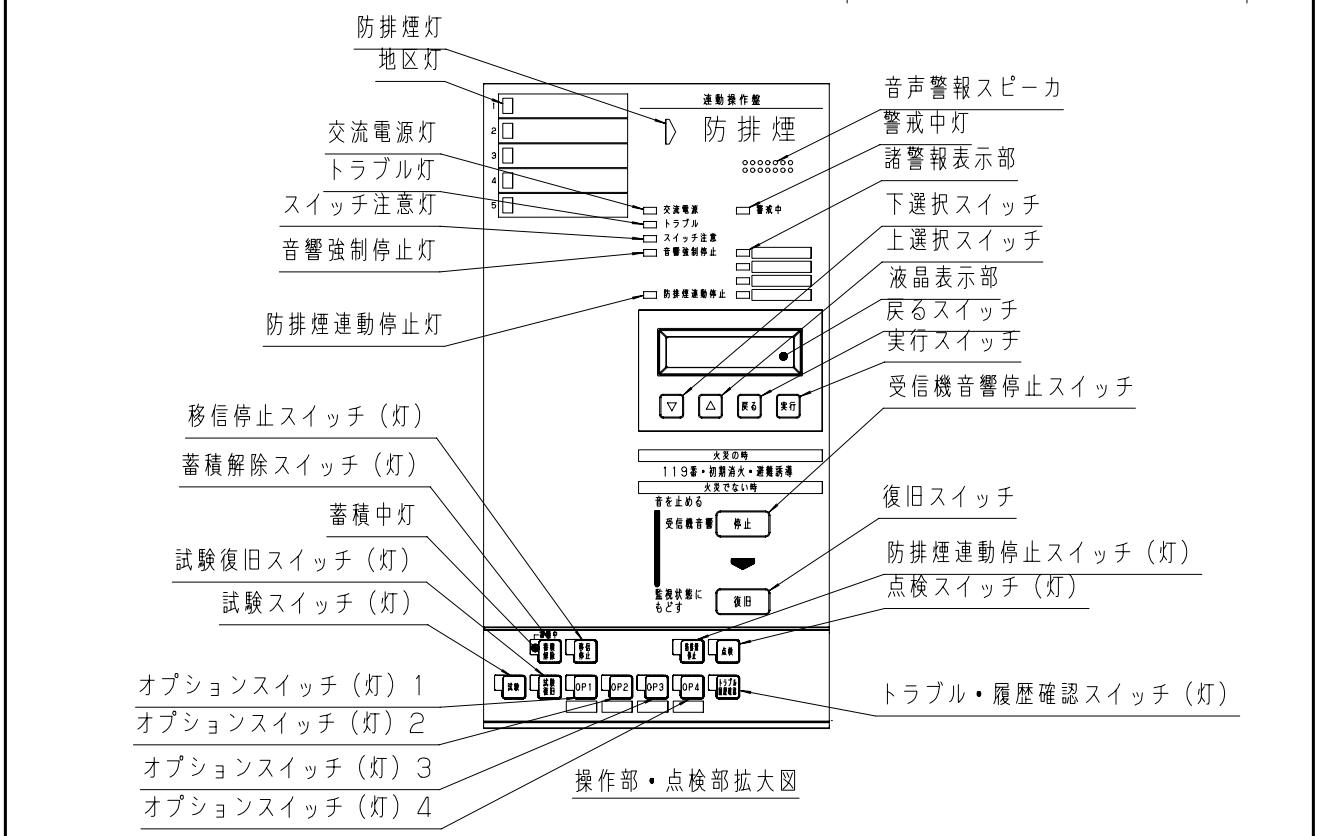 防排煙灯
地区灯
交流電源灯
トラブル灯
スイッチ注意灯
音響強制停止灯
防排煙連動停止灯
移信停止スイッチ（灯）
蓄積解除スイッチ（灯）
蓄積中灯
試験復旧スイッチ（灯）
試験スイッチ（灯）
オプションスイッチ（灯）1
オプションスイッチ（灯）2
オプションスイッチ（灯）3
オプションスイッチ（灯）4
1
2
3
4
5
連動操作盤
防排煙
交流電源
警戒中
トラブル
スイッチ注意
音響強制停止
防排煙連動停止
▽
△
戻る
実行
火災の時
119番・初期消火・避難誘導
火災でない時
音を止める
受信機音響
停止
監視状態に
もどす
復旧
蓄積
解除
移信
停止
停止
点検
試験
試験
復旧
OP1
OP2
OP3
OP4
トラブル
音声警報スピーカ
警戒中灯
諸警報表示部
下選択スイッチ
上選択スイッチ
液晶表示部
戻るスイッチ
実行スイッチ
受信機音響停止スイッチ
復旧スイッチ
防排煙連動停止スイッチ（灯）
点検スイッチ（灯）
トラブル・履歴確認スイッチ（灯）
操作部・点検部拡大図